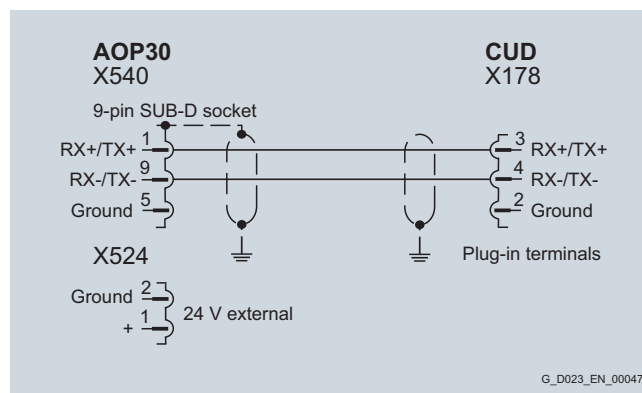 AOP30
X540
CUD
X178
9-pin SUB-D socket
RX+/TX+ 1
3 RX+/TX+
RX-/TX- 9
4 RX-/TX-
Ground 5
2 Ground
X524
Plug-in terminals
Ground 2
24 V external
+ 1
G_D023_EN_00047